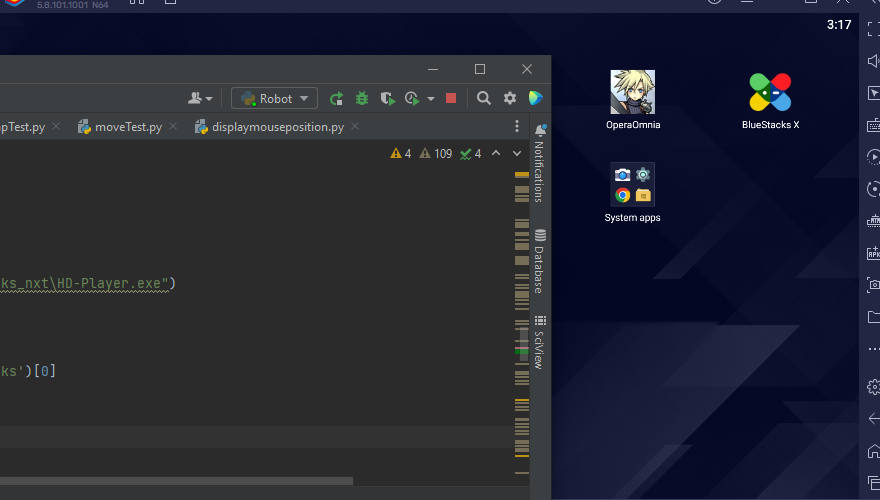 5.8.101.1001 N64
3:17
Robot
pTest.py
moveTest.py
displaymouseposition.py
4 109 4
Notifications
Database
SciView
ks_nxt\HD-Player.exe")
ks')[0]
OperaOmnia
BlueStacks X
System apps